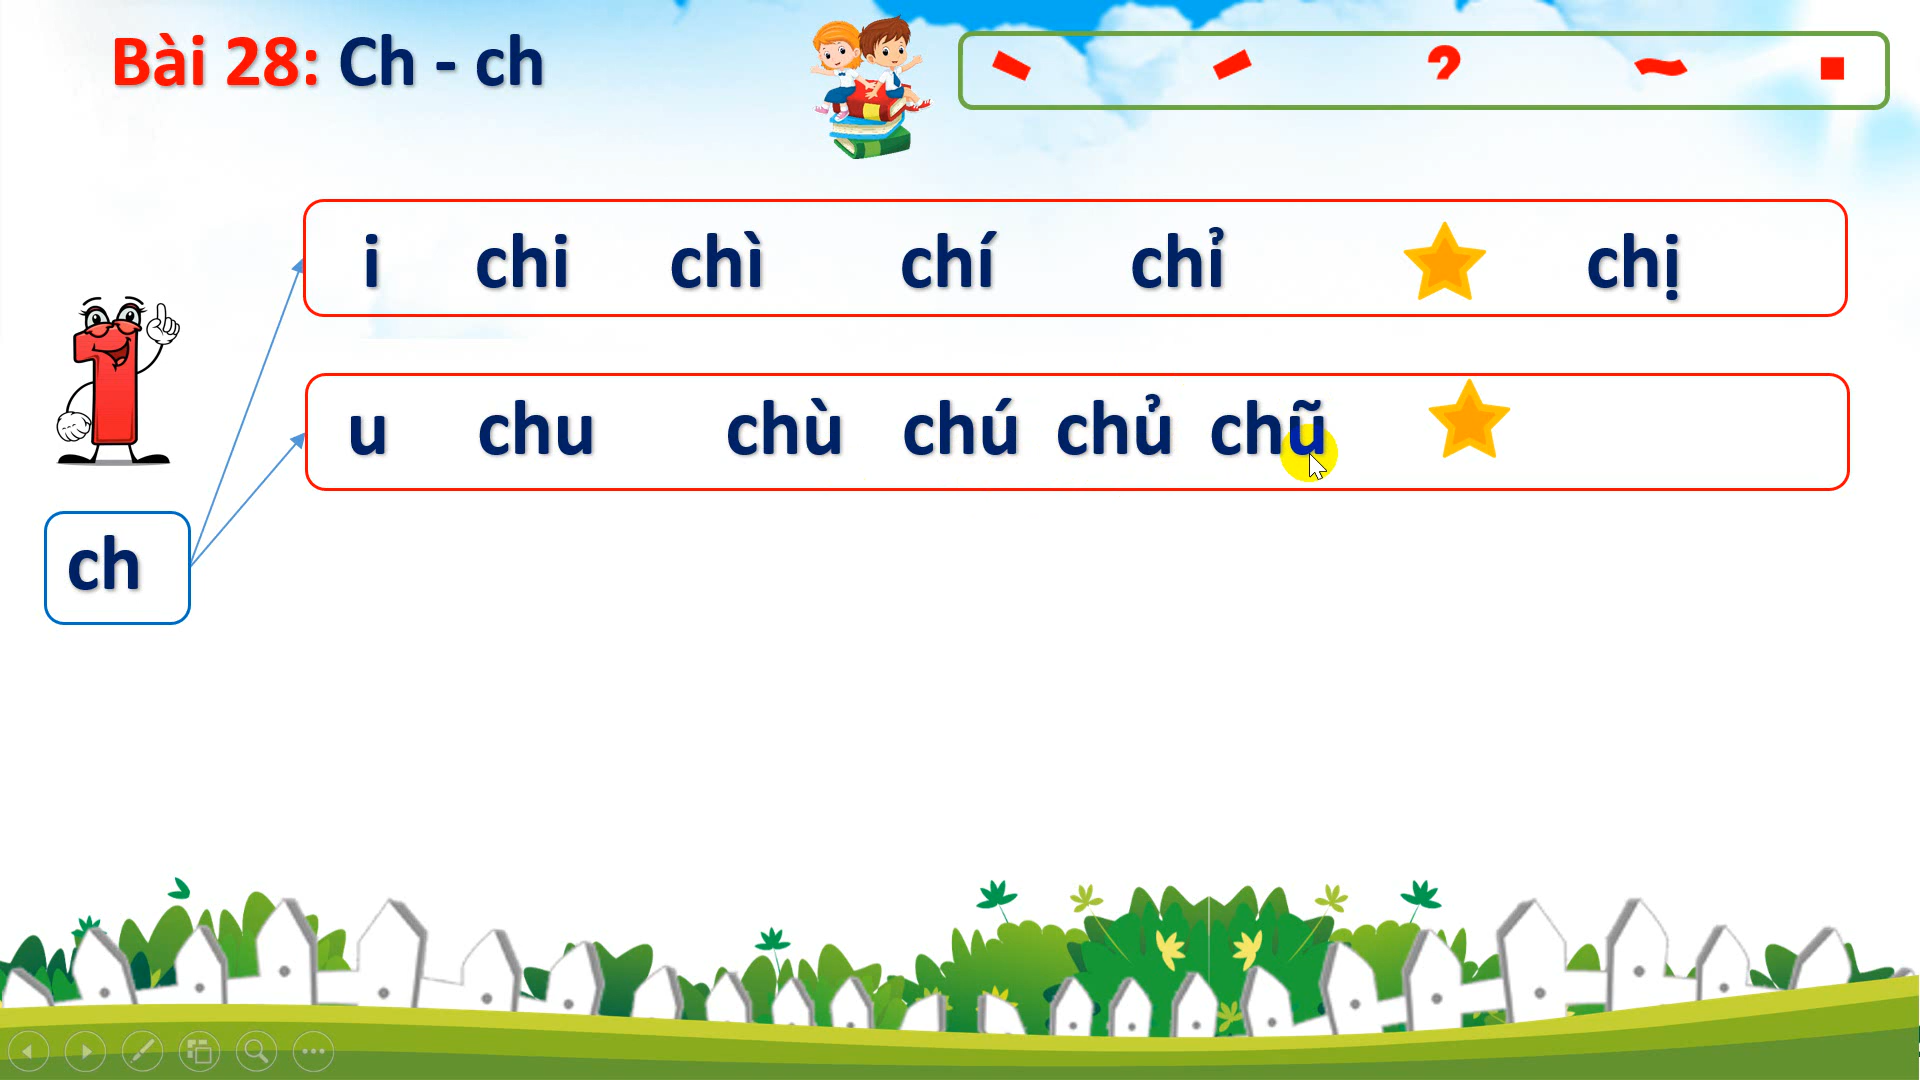 Bài 28: Ch - ch
i chi chì chí chỉ chị
u chu chù chú chủ chũ
ch